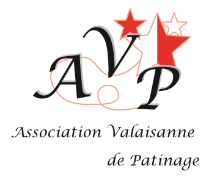 AVP
Association Valaisanne
de Patinage